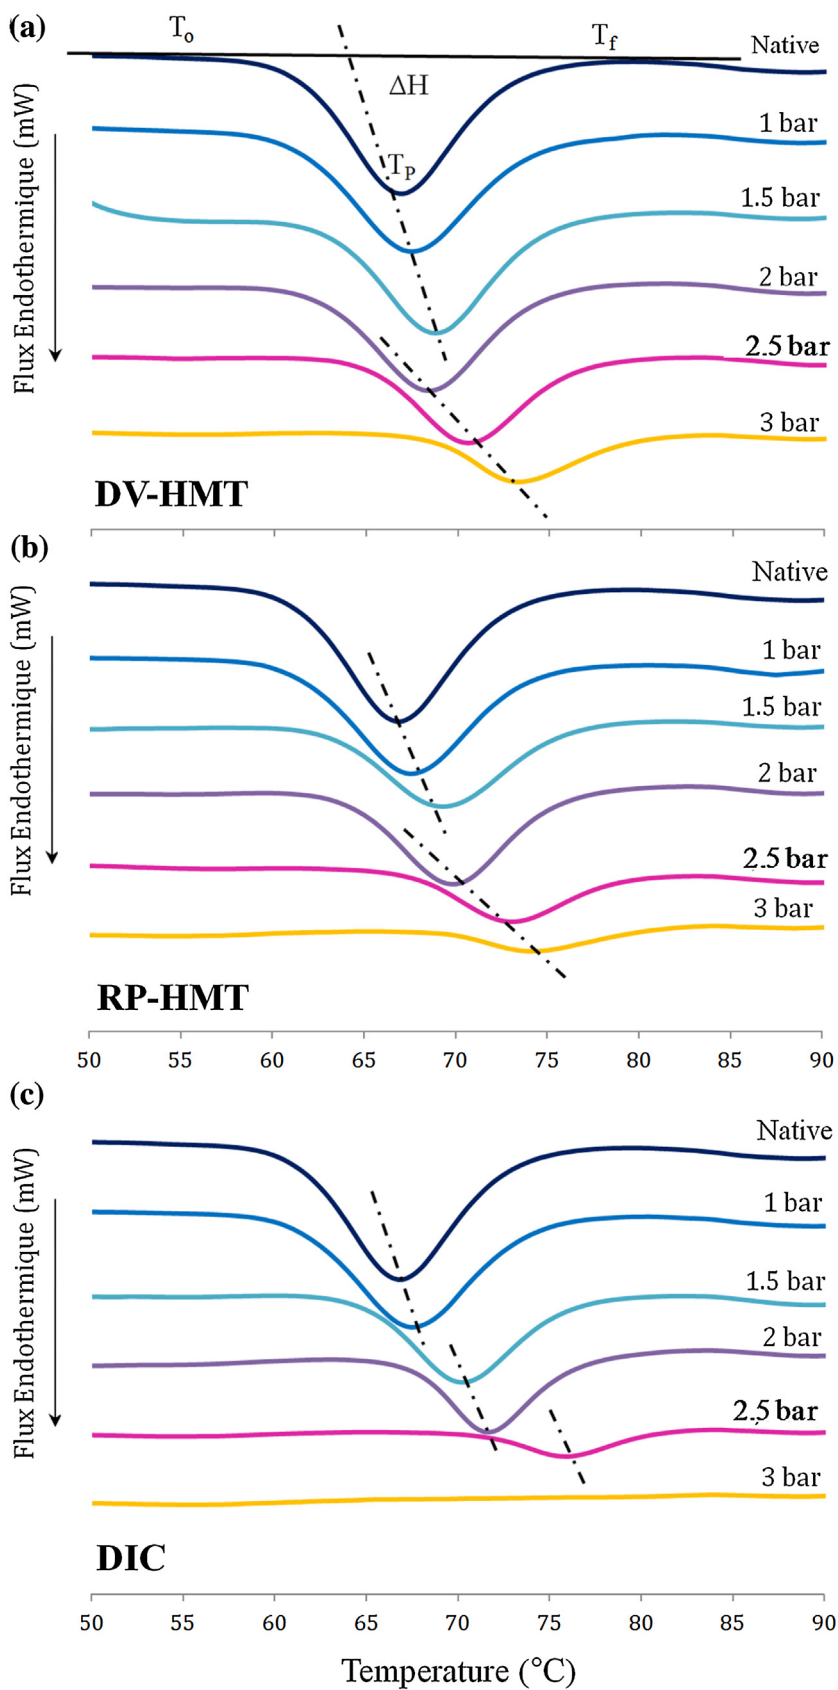 (a)
T₀
T_f
Native
ΔH
T_P
1 bar
1.5 bar
2 bar
2.5 bar
3 bar
Flux Endothermique (mW)
DV-HMT
(b)
Native
1 bar
1.5 bar
2 bar
2.5 bar
3 bar
Flux Endothermique (mW)
RP-HMT
50 55 60 65 70 75 80 85 90
(c)
Native
1 bar
1.5 bar
2 bar
2.5 bar
3 bar
Flux Endothermique (mW)
DIC
50 55 60 65 70 75 80 85 90
Temperature (°C)